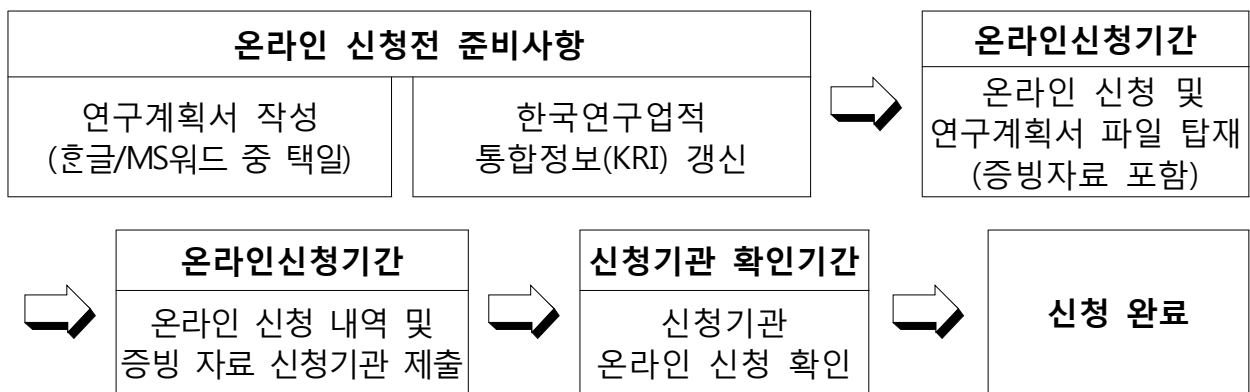 온라인 신청전 준비사항
연구계획서 작성
(ᄒᆞᆫ글/MS워드 중 택일)
한국연구업적
통합정보(KRI) 갱신
온라인신청기간
온라인 신청 및
연구계획서 파일 탑재
(증빙자료 포함)
온라인신청기간
온라인 신청 내역 및
증빙 자료 신청기관 제출
신청기관 확인기간
신청기관
온라인 신청 확인
신청 완료